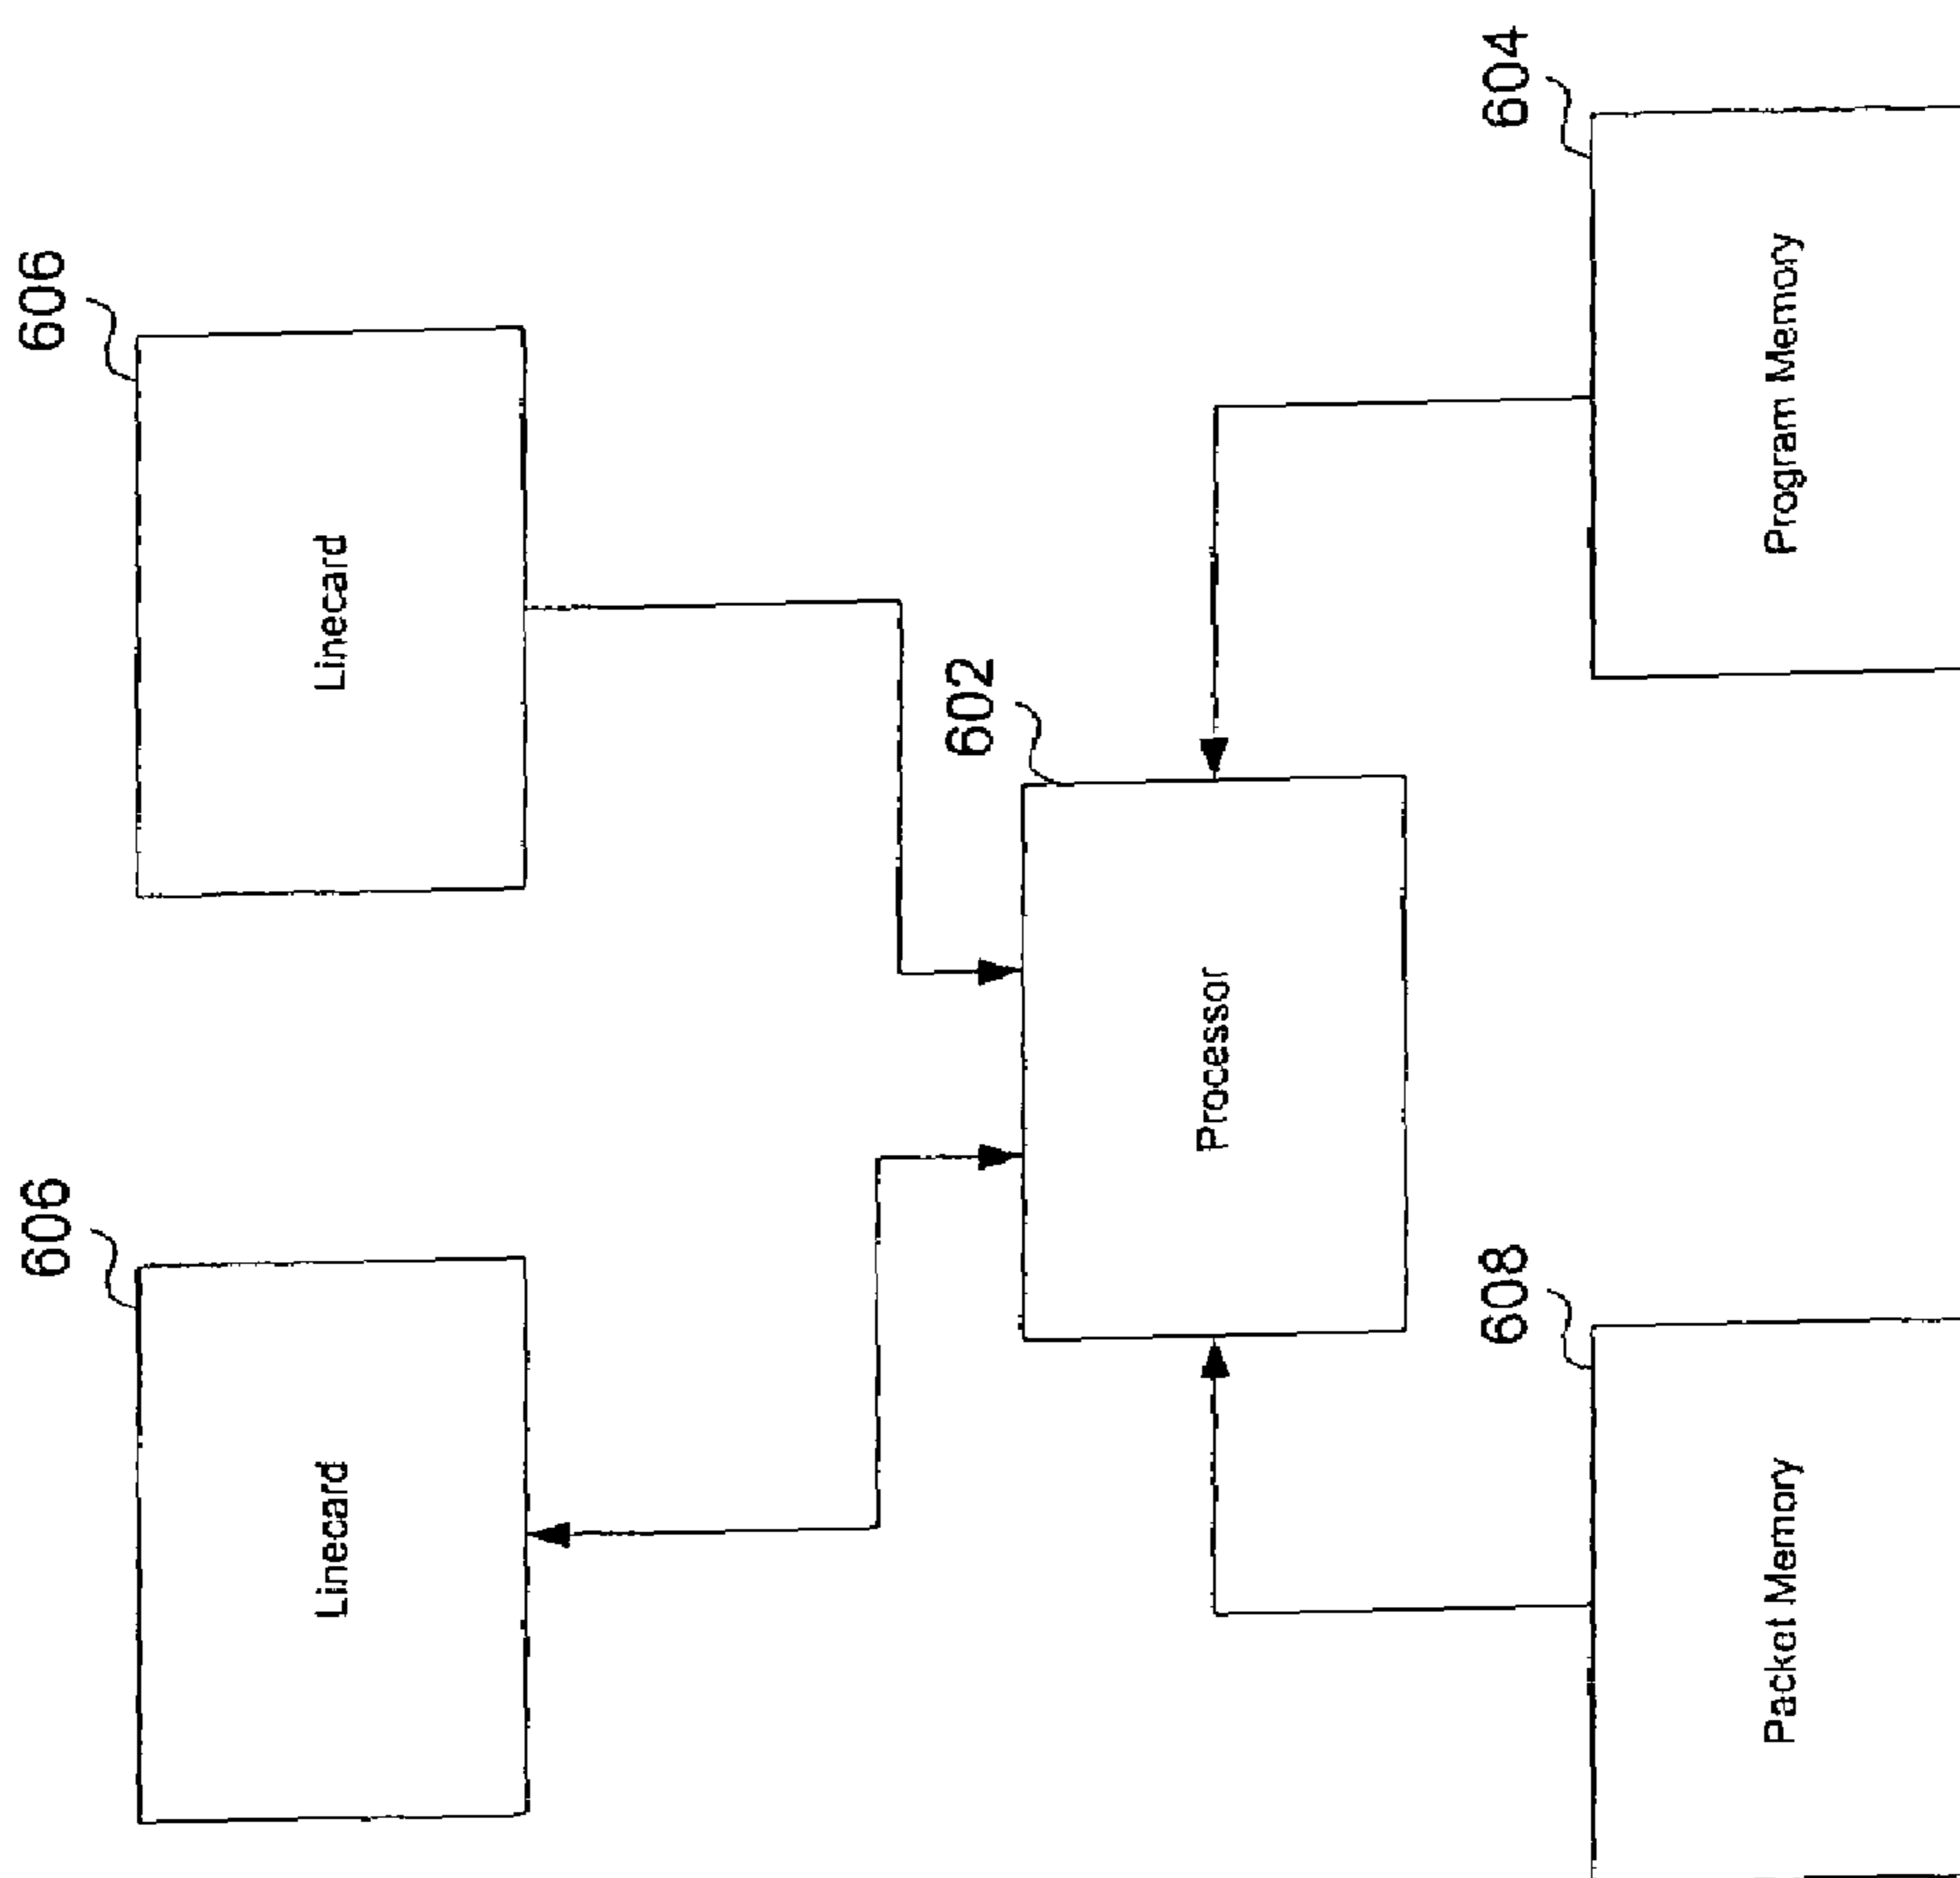 606
Linecard
606
Linecard
602
Processor
608
Packet Memory
604
Program Memory